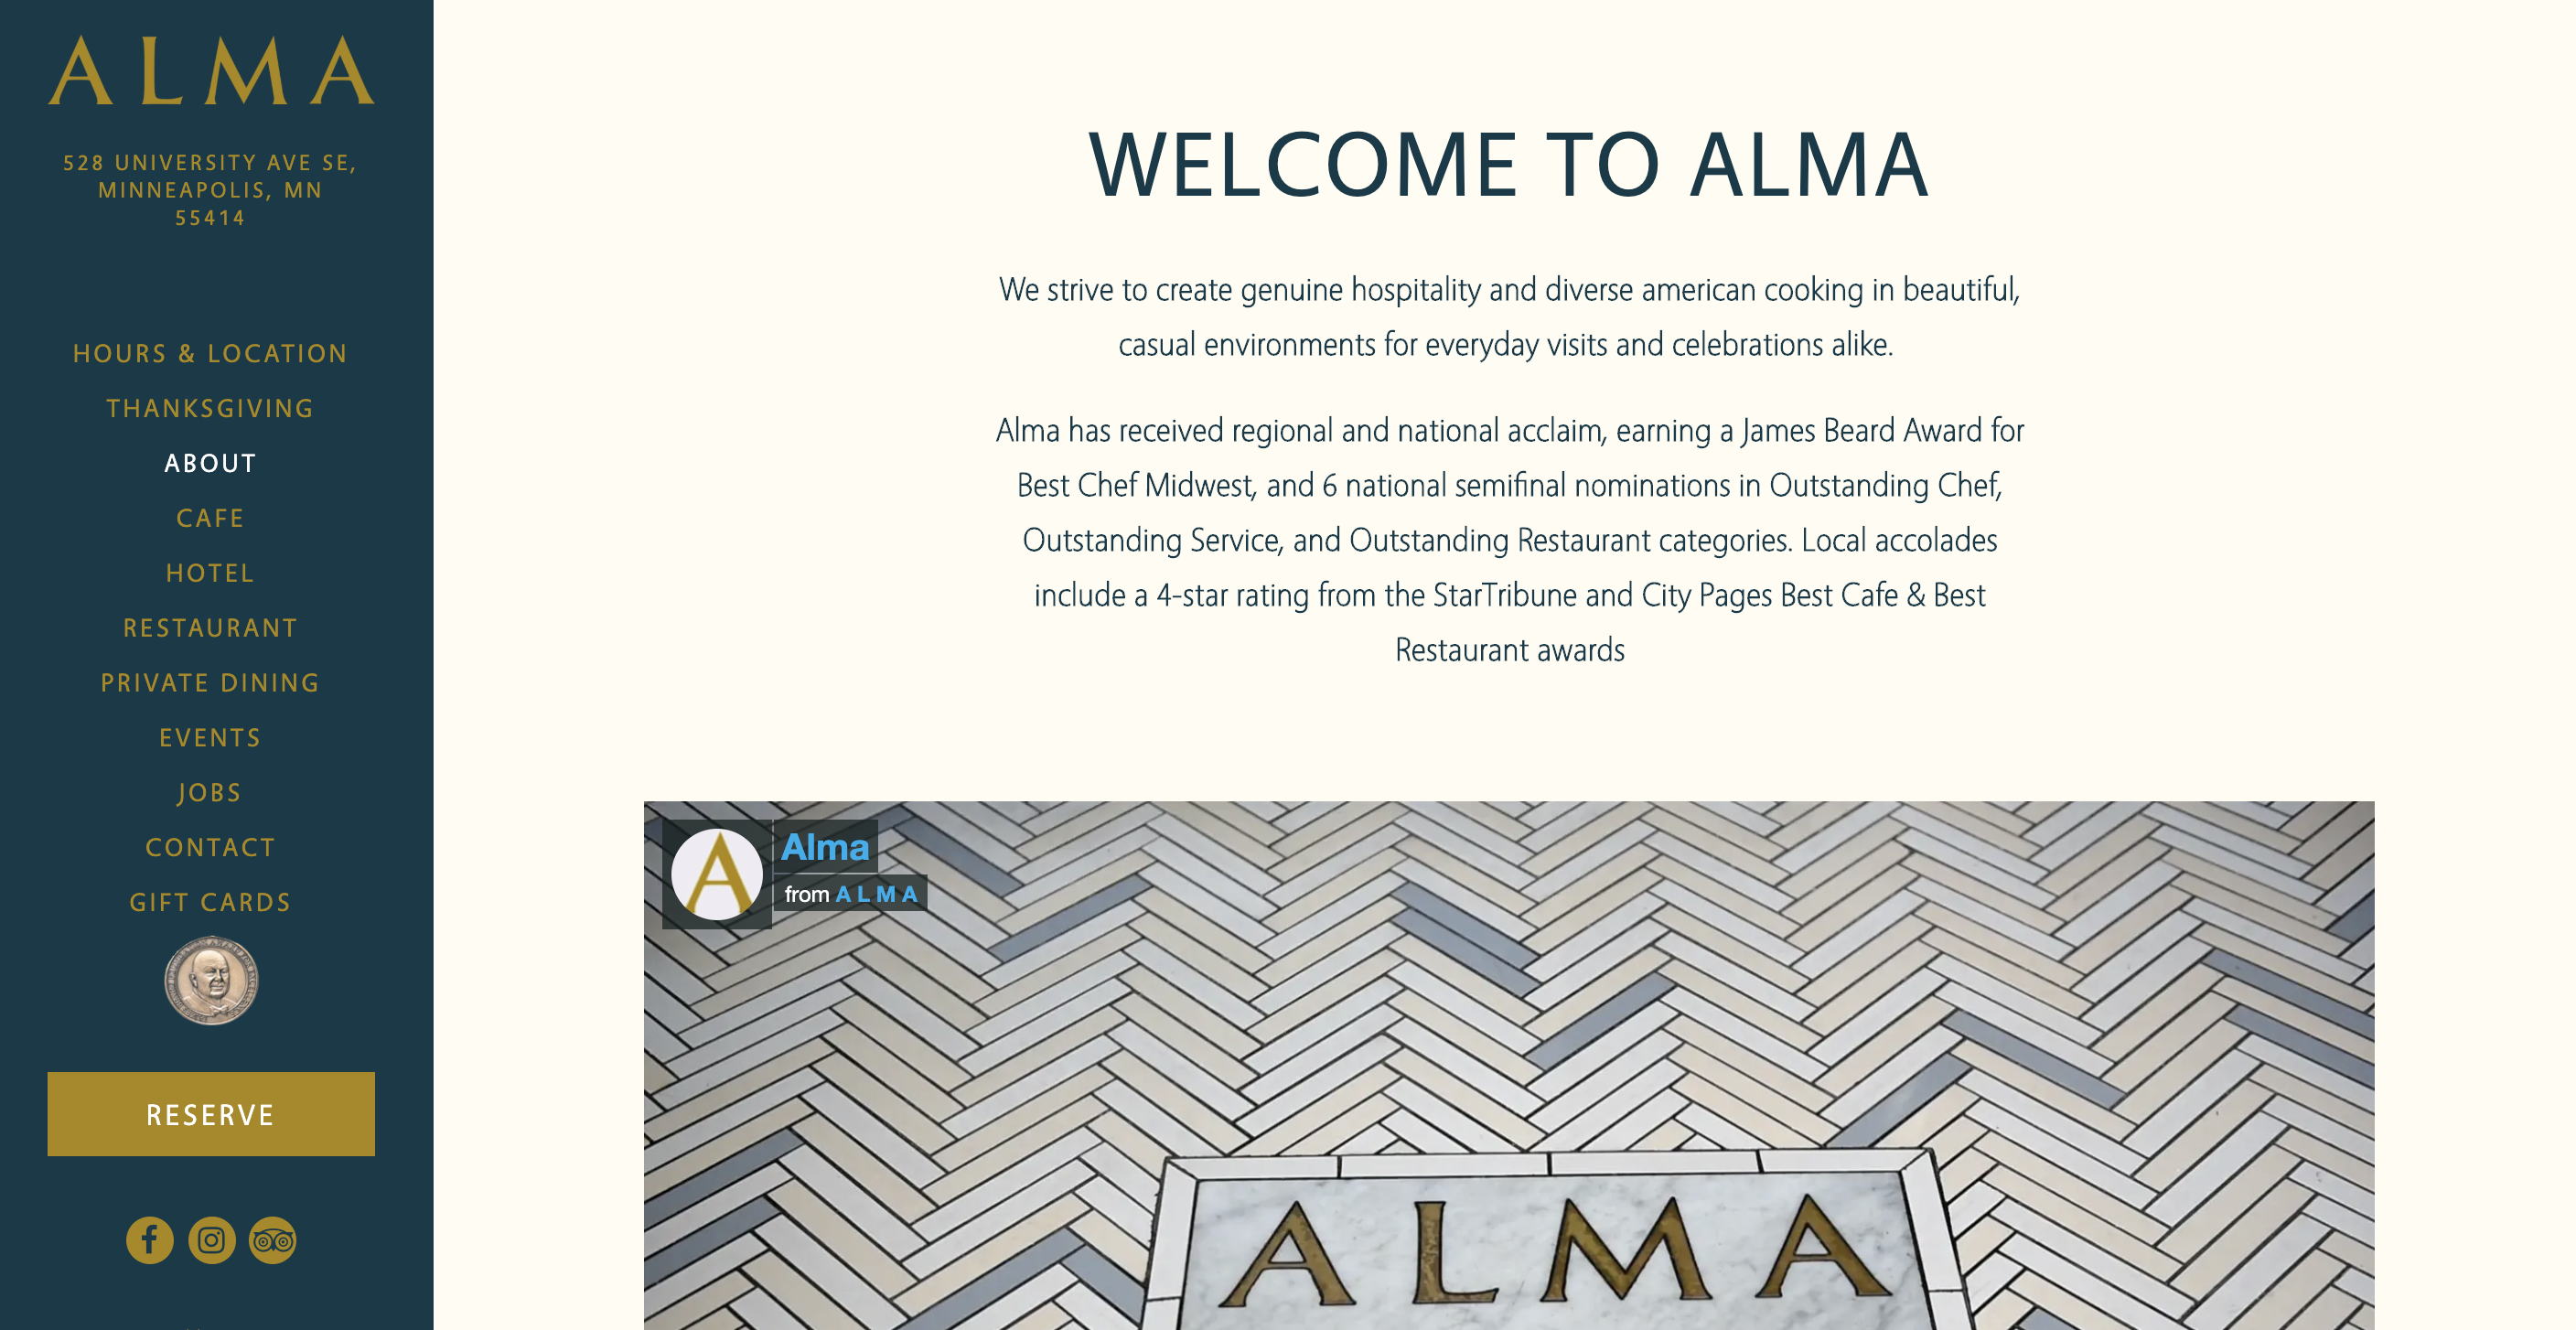 ALMA
528 UNIVERSITY AVE SE,
MINNEAPOLIS, MN
55414
HOURS & LOCATION
THANKSGIVING
ABOUT
CAFE
HOTEL
RESTAURANT
PRIVATE DINING
EVENTS
JOBS
CONTACT
GIFT CARDS
RESERVE
WELCOME TO ALMA
We strive to create genuine hospitality and diverse american cooking in beautiful,
casual environments for everyday visits and celebrations alike.
Alma has received regional and national acclaim, earning a James Beard Award for
Best Chef Midwest, and 6 national semifinal nominations in Outstanding Chef,
Outstanding Service, and Outstanding Restaurant categories. Local accolades
include a 4-star rating from the StarTribune and City Pages Best Cafe & Best
Restaurant awards
A
Alma
from A L M A
ALMA